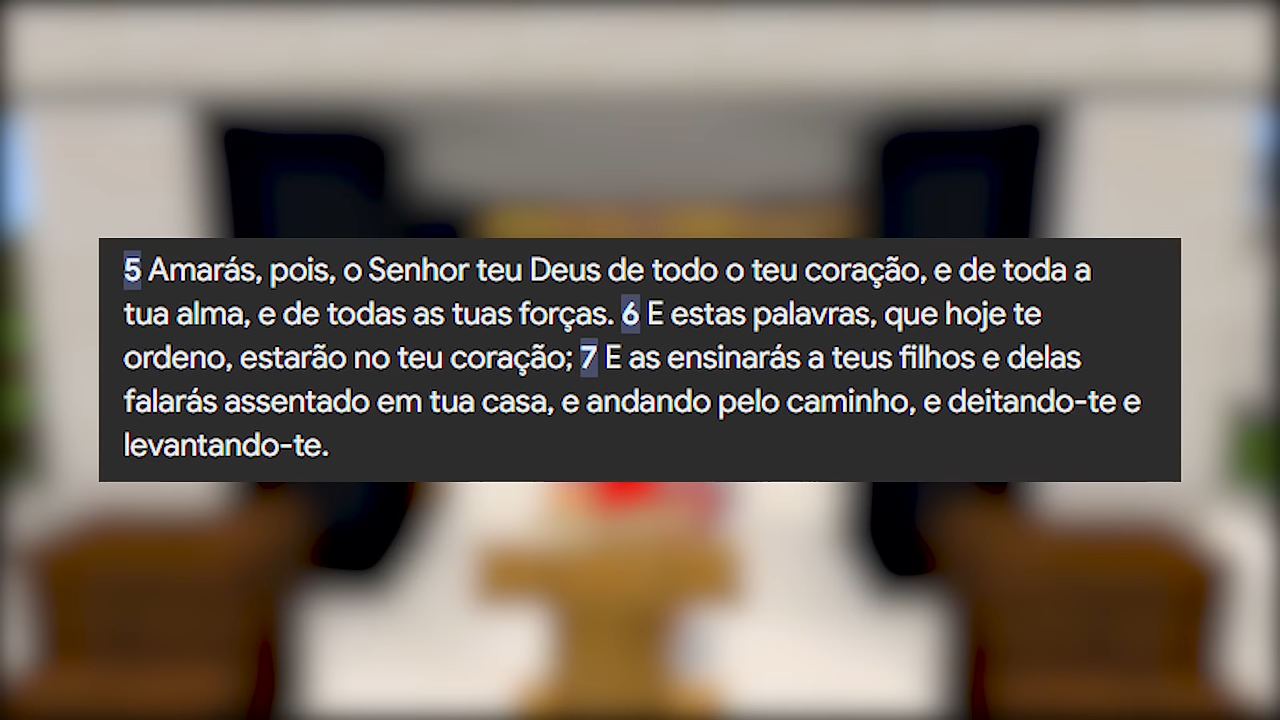 5 Amarás, pois, o Senhor teu Deus de todo o teu coração, e de toda a
tua alma, e de todas as tuas forças. 6 E estas palavras, que hoje te
ordeno, estarão no teu coração; 7 E as ensinarás a teus filhos e delas
falarás assentado em tua casa, e andando pelo caminho, e deitando-te e
levantando-te.